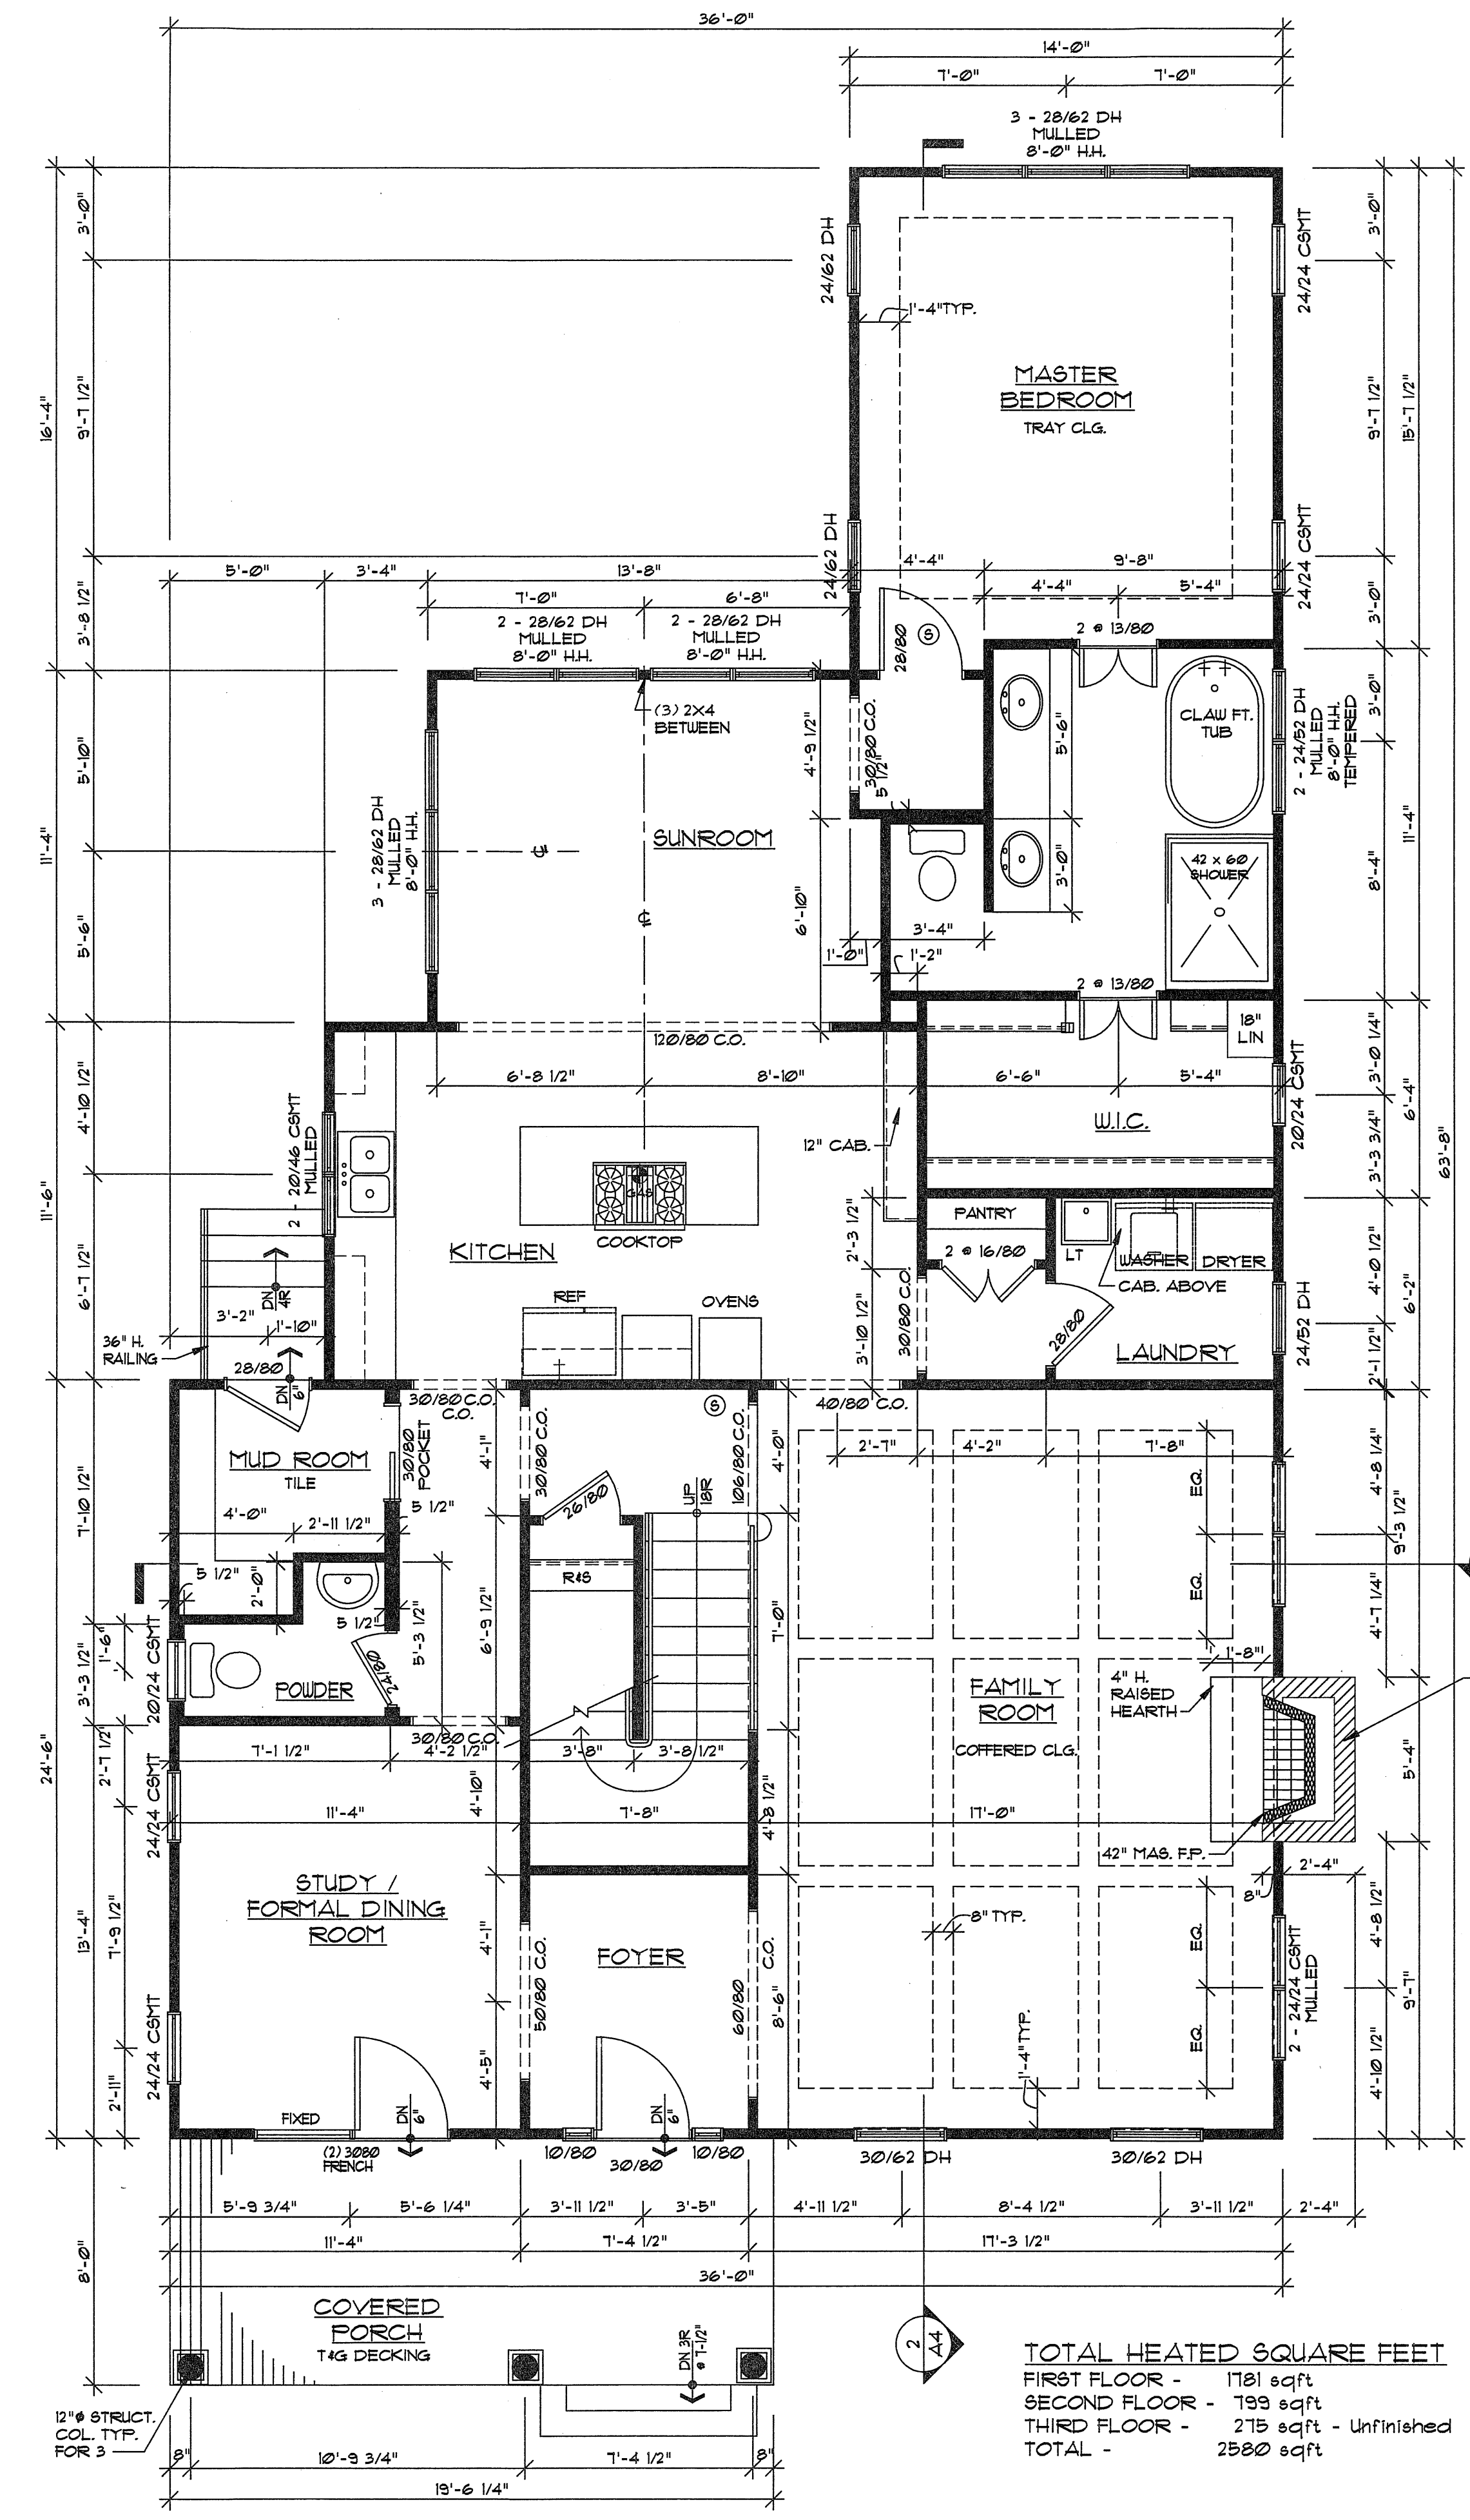 36'-0"
14'-0"
7'-0" 7'-0"
3 - 28/62 DH
MULLED
8'-0" H.H.
3'-0"
24/62 DH
24/24 CSMT
3'-0"
1'-4" TYP.
MASTER
BEDROOM
TRAY CLG.
16'-4"
9'-7 1/2"
9'-7 1/2"
15'-7 1/2"
24/62 DH
24/24 CSMT
5'-0" 3'-4" 13'-8"
4'-4" 9'-8"
7'-0" 6'-8"
4'-4" 5'-4"
3'-8 1/2"
3'-0"
2 - 28/62 DH
MULLED
8'-0" H.H.
2 - 28/62 DH
MULLED
8'-0" H.H.
28/80
S
2 @ 13/80
(3) 2X4
BETWEEN
4'-9 1/2"
30/80 C.O.
5 1/2"
5'-6"
CLAW FT.
TUB
2 - 24/52 DH
MULLED
8'-0" H.H.
TEMPERED
3'-0"
5'-10"
11'-4"
3 - 28/62 DH
MULLED
8'-0" H.H.
SUNROOM
3'-0"
42 x 60
SHOWER
8'-4"
11'-4"
5'-6"
6'-10"
3'-4"
1'-0" 1'-2"
2 @ 13/80
120/80 C.O.
18"
LIN
6'-8 1/2" 8'-10" 6'-6" 5'-4"
3'-0 1/4"
20/24 CSMT
4'-10 1/2"
2 - 20/46 CSMT
MULLED
12" CAB.
W.I.C.
6'-4"
3'-3 3/4"
63'-8"
11'-6"
GAS
COOKTOP
KITCHEN
PANTRY
2 @ 16/80
2'-3 1/2"
LT
WASHER DRYER
CAB. ABOVE
4'-0 1/2"
6'-2"
6'-7 1/2"
DN
4R
3'-2"
1'-10"
36" H.
RAILING
28/80
DN
6"
REF
OVENS
3'-10 1/2"
30/80 C.O.
28/80
LAUNDRY
24/52 DH
2'-1 1/2"
30/80 C.O.
C.O.
30/80
POCKET
4'-1"
30/80 C.O.
S
106/80 C.O.
4'-0"
40/80 C.O.
2'-7" 4'-2" 7'-8"
MUD ROOM
TILE
26/80
UP
18R
EQ.
4'-8 1/4"
9'-3 1/2"
7'-10 1/2"
4'-0" 2'-11 1/2"
5 1/2"
5 1/2"
2'-0"
5 1/2"
R&S
EQ.
4'-7 1/4"
24'-6"
1'-6"
3'-3 1/2"
20/24 CSMT
POWDER
24/80
5'-3 1/2"
6'-9 1/2"
7'-0"
1'-8"
4" H.
RAISED
HEARTH
FAMILY
ROOM
COFFERED CLG.
30/80 C.O.
7'-1 1/2" 4'-2 1/2" 3'-8" 3'-8 1/2"
2'-7 1/2"
24/24 CSMT
4'-10"
4'-8 1/2"
5'-4"
11'-4" 7'-8" 17'-0"
42" MAS. F.P.
2'-4"
8"
STUDY /
FORMAL DINING
ROOM
8" TYP.
13'-4"
7'-9 1/2"
4'-1"
50/80 C.O.
FOYER
60/80
C.O.
8'-6"
EQ.
EQ.
2 - 24/24 CSMT
MULLED
4'-8 1/2"
9'-7"
24/24 CSMT
2'-11"
4'-5"
1'-4" TYP.
4'-10 1/2"
FIXED
DN
6"
DN
6"
(2) 3080
FRENCH
10/80
30/80
10/80
30/62 DH
30/62 DH
5'-9 3/4" 5'-6 1/4" 3'-11 1/2" 3'-5" 4'-11 1/2" 8'-4 1/2" 3'-11 1/2" 2'-4"
11'-4" 7'-4 1/2" 17'-3 1/2"
36'-0"
8'-0"
COVERED
PORCH
T&G DECKING
DN 3R
@ 7-1/2"
2
A4
12"ø STRUCT.
COL. TYP.
FOR 3
8" 10'-9 3/4" 7'-4 1/2" 8"
19'-6 1/4"
TOTAL HEATED SQUARE FEET
FIRST FLOOR - 1781 sqft
SECOND FLOOR - 799 sqft
THIRD FLOOR - 275 sqft - Unfinished
TOTAL - 2580 sqft